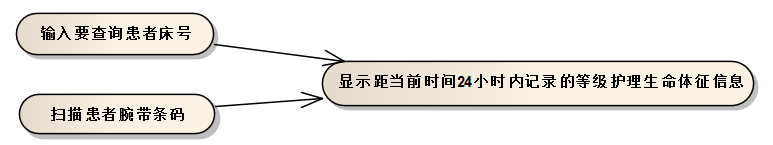 输入要查询患者床号
显示距当前时间24小时内记录的等级护理生命体征信息
扫描患者腕带条码